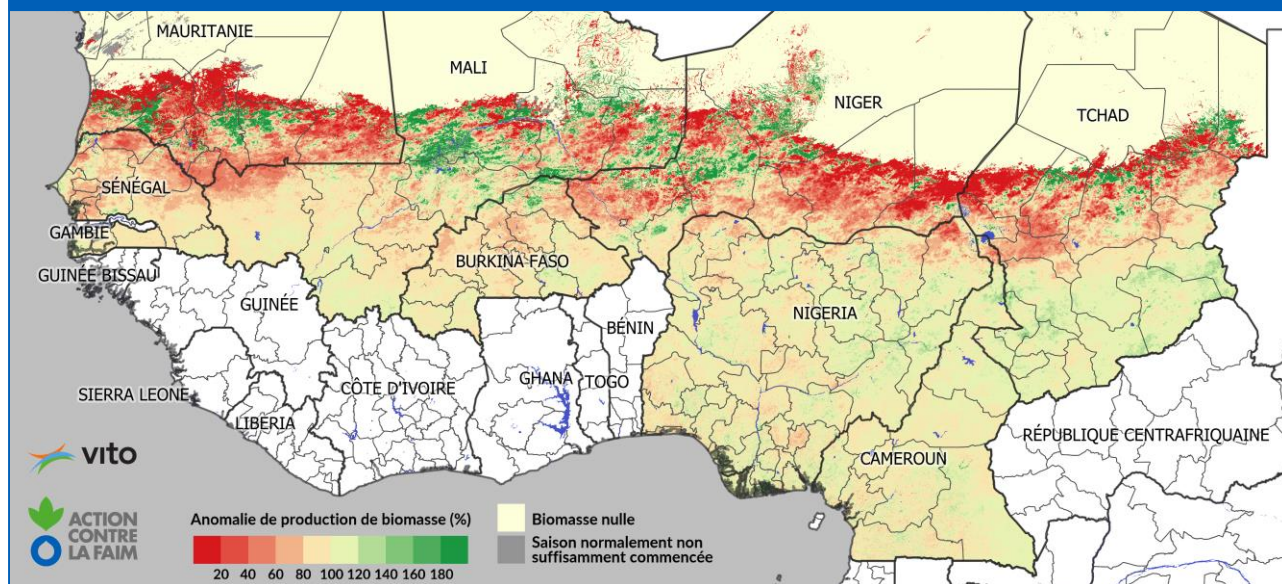 MAURITANIE
MALI
NIGER
TCHAD
SÉNÉGAL
GAMBIE
GUINÉE BISSAU
BURKINA FASO
GUINÉE
BÉNIN
NIGERIA
SIERRA LEONE
CÔTE D'IVOIRE
GHANA
TOGO
LIBERIA
RÉPUBLIQUE CENTRAFRIQUAINE
CAMEROUN
vito
ACTION
CONTRE
LA FAIM
Anomalie de production de biomasse (%)
20 40 60 80 100 120 140 160 180
Biomasse nulle
Saison normalement non
suffisamment commencée